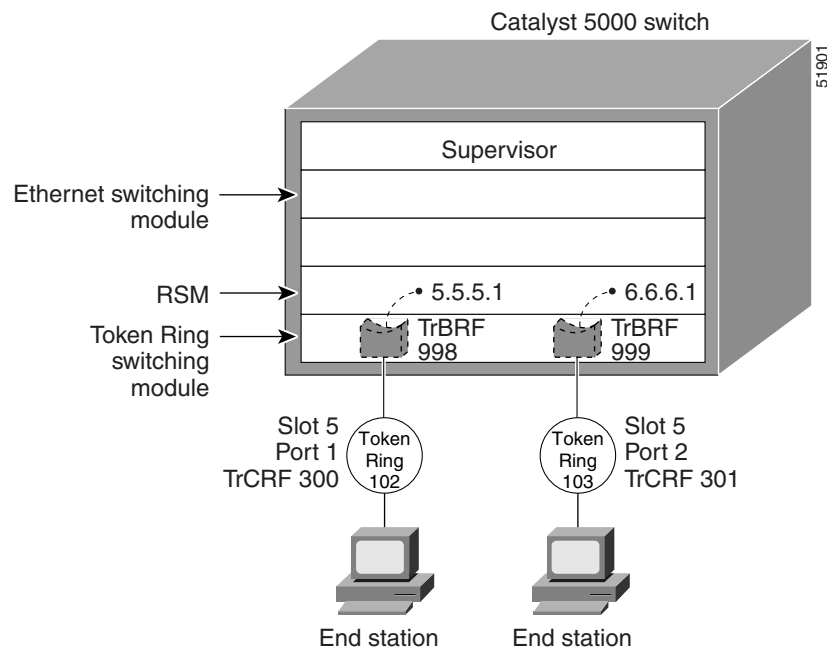 Catalyst 5000 switch
51901
Supervisor
Ethernet switching
module
RSM
5.5.5.1
6.6.6.1
Token Ring
switching
module
TrBRF
998
TrBRF
999
Slot 5
Port 1
TrCRF 300
Token
Ring
102
Token
Ring
103
Slot 5
Port 2
TrCRF 301
End station
End station